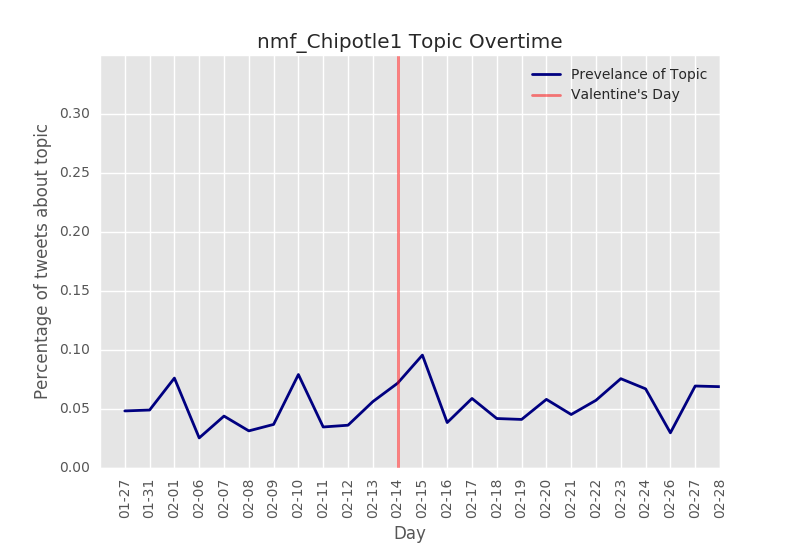 nmf_Chipotle1 Topic Overtime
Prevelance of Topic
Valentine's Day
Percentage of tweets about topic
0.30
0.25
0.20
0.15
0.10
0.05
0.00
01-27 01-31 02-01 02-06 02-07 02-08 02-09 02-10 02-11 02-12 02-13 02-14 02-15 02-16 02-17 02-18 02-19 02-20 02-21 02-22 02-23 02-24 02-26 02-27 02-28
Day